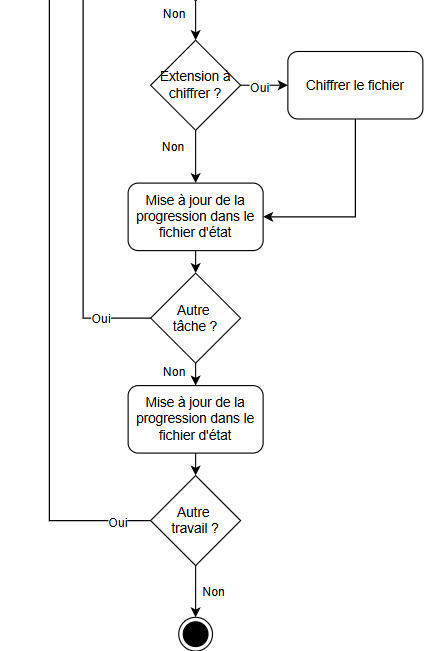 Non
Extension à
chiffrer ?
Oui
Chiffrer le fichier
Non
Mise à jour de la
progression dans le
fichier d'état
Autre
tâche ?
Oui
Non
Mise à jour de la
progression dans le
fichier d'état
Autre
travail ?
Oui
Non